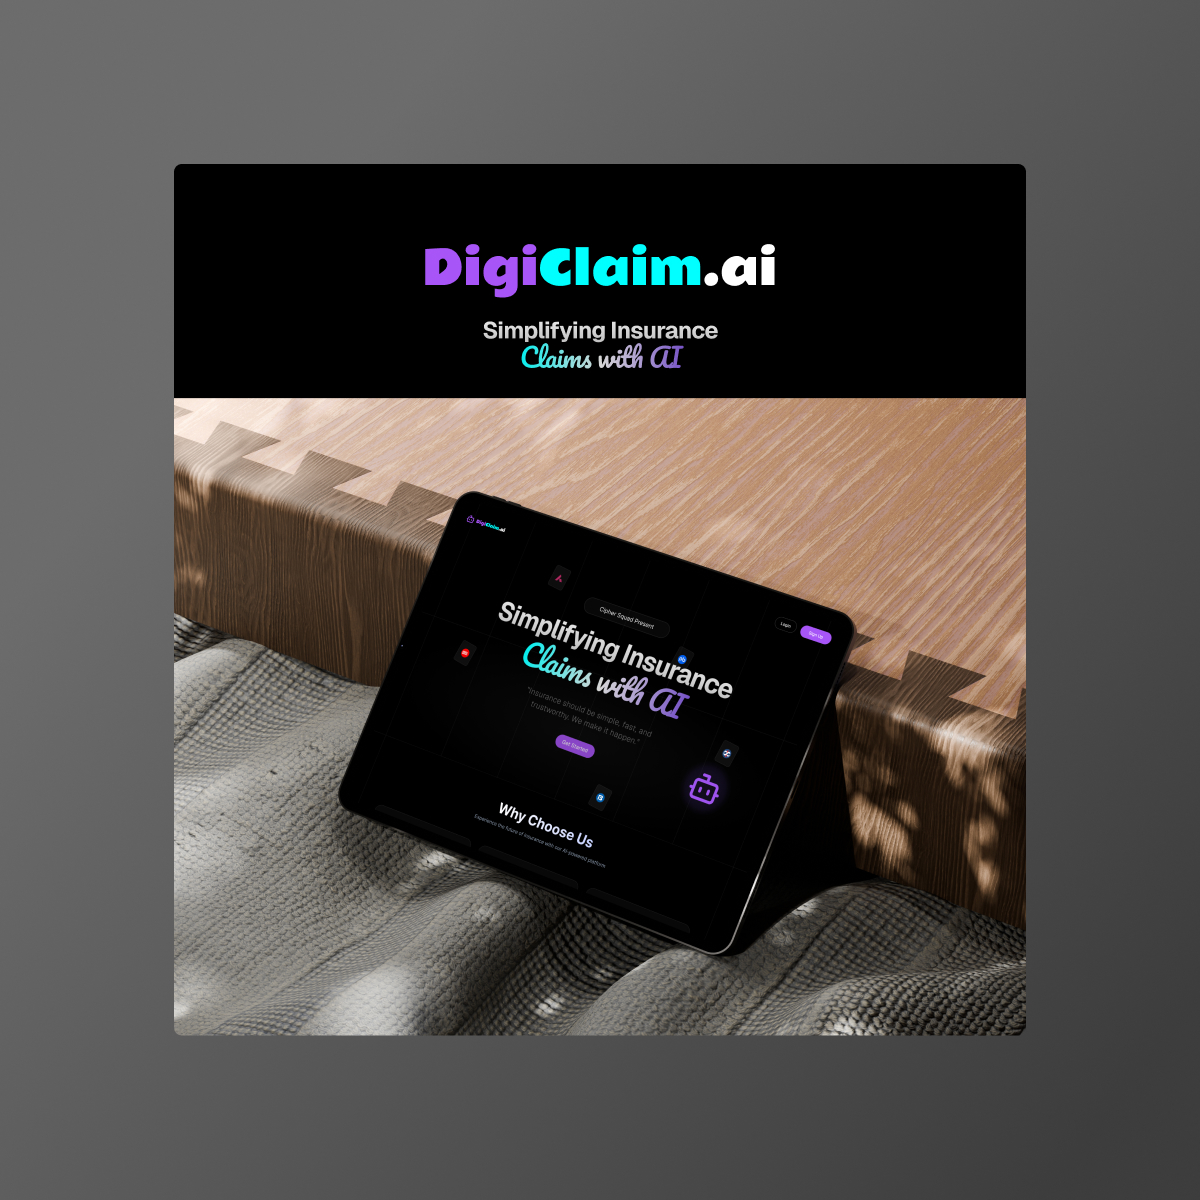 DigiClaim.ai
Simplifying Insurance
Claims with AI
DigiClaim.ai
Login
Sign Up
Cipher Squad Present
Simplifying Insurance
Claims with AI
"Insurance should be simple, fast, and
trustworthy. We make it happen."
Get Started
Why Choose Us
Experience the future of insurance with our AI-powered platform